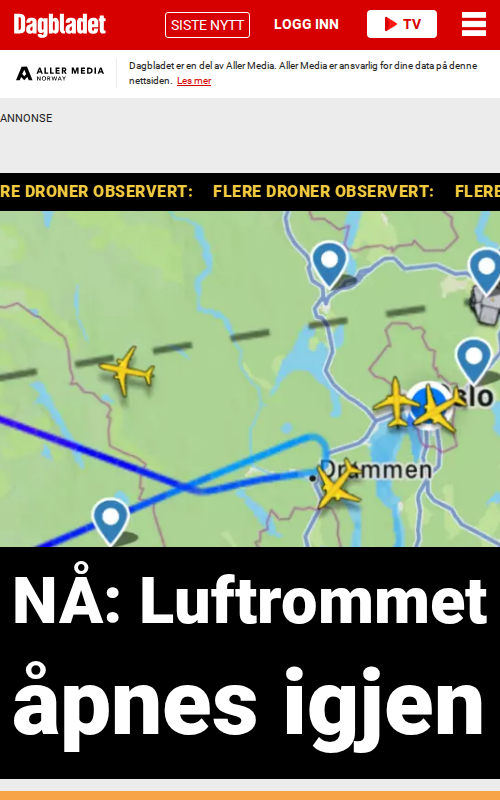 Dagbladet
SISTE NYTT
LOGG INN
TV
ALLER MEDIA
NORWAY
Dagbladet er en del av Aller Media. Aller Media er ansvarlig for dine data på denne
nettsiden. Les mer
ANNONSE
RE DRONER OBSERVERT: FLERE DRONER OBSERVERT: FLERE
slo
Drammen
NÅ: Luftrommet
åpnes igjen